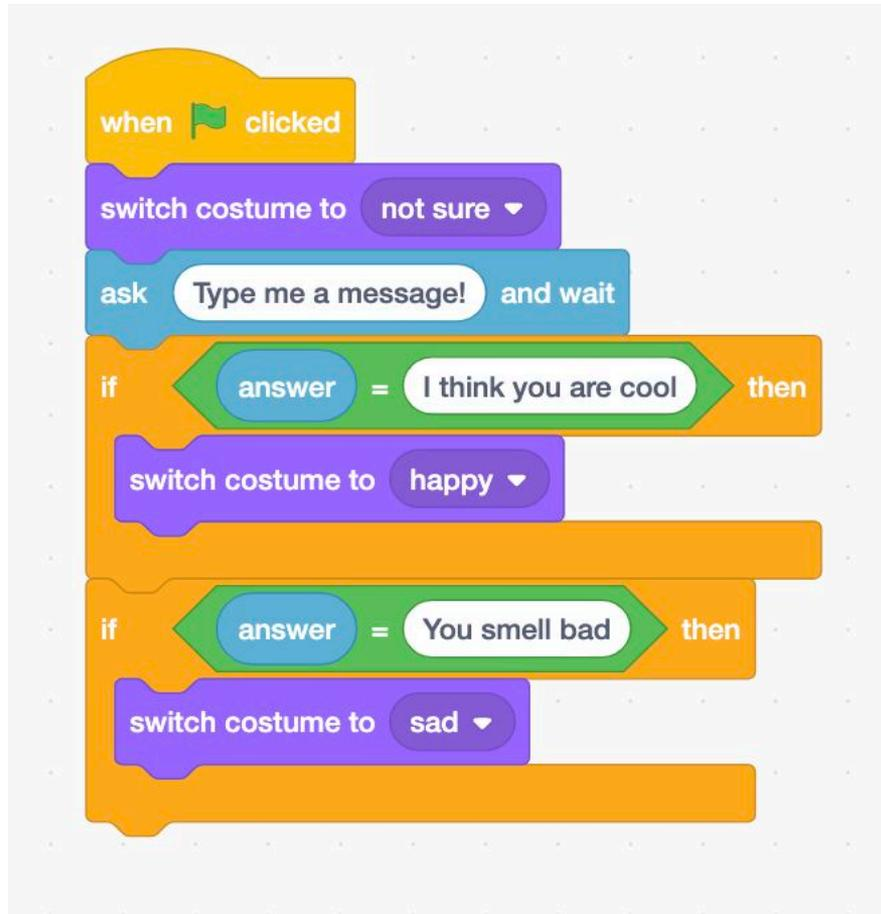 when clicked
switch costume to not sure
ask Type me a message! and wait
if answer = I think you are cool then
switch costume to happy
if answer = You smell bad then
switch costume to sad